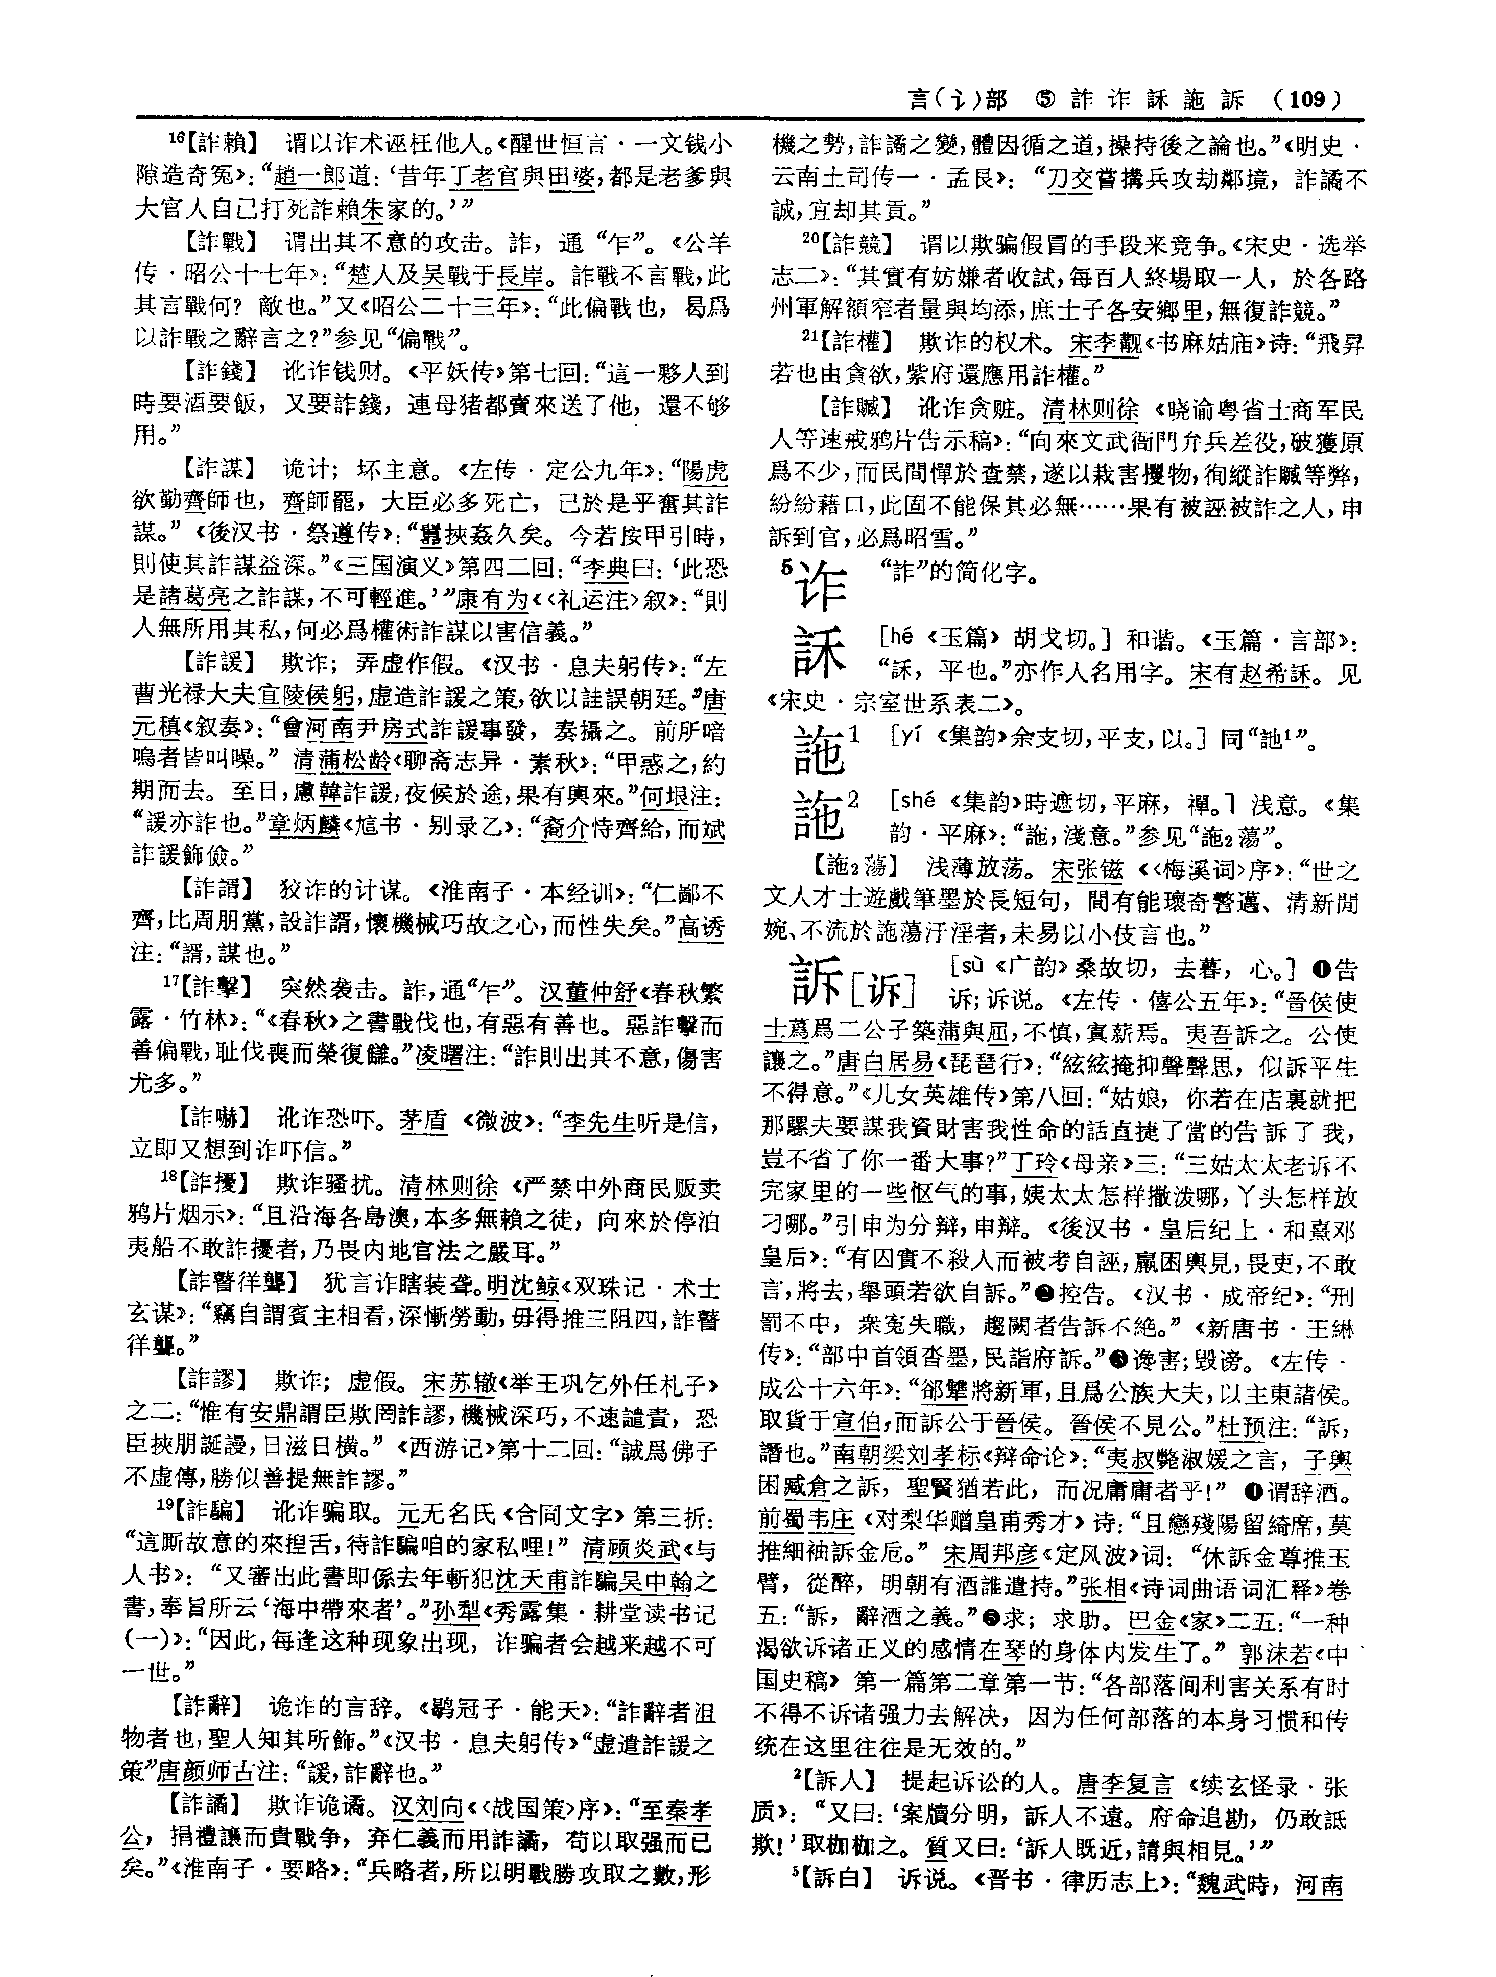 言(讠)部 ⑤ 詐 诈 訸 詑 訴 (109)
16【詐賴】 谓以诈术诬枉他人。《醒世恒言·一文钱小
隙造奇冤》：“趙一郎道：‘昔年丁老官與田婆，都是老爹與
大官人自己打死詐賴朱家的。’”
【詐戰】 谓出其不意的攻击。詐，通“乍”。《公羊
传·昭公十七年》：“楚人及吴戰于長岸。詐戰不言戰，此
其言戰何？敵也。”又《昭公二十三年》：“此偏戰也，曷爲
以詐戰之辭言之？”参见“偏戰”。
【詐錢】 讹诈钱财。《平妖传》第七回：“這一夥人到
時要酒要飯，又要詐錢，連母猪都賣來送了他，還不够
用。”
【詐謀】 诡计；坏主意。《左传·定公九年》：“陽虎
欲勤齊師也，齊師罷，大臣必多死亡，己於是乎奮其詐
謀。”《後汉书·祭遵传》：“囂挾姦久矣。今若按甲引時，
則使其詐謀益深。”《三国演义》第四二回：“李典曰：‘此恐
是諸葛亮之詐謀，不可輕進。’”康有为《〈礼运注〉叙》：“則
人無所用其私，何必爲權術詐謀以害信義。”
【詐諼】 欺诈；弄虚作假。《汉书·息夫躬传》：“左
曹光禄大夫宜陵侯躬，虚造詐諼之策，欲以詿誤朝廷。”唐
元稹《叙奏》：“會河南尹房式詐諼事發，奏攝之。前所喑
嗚者皆叫噪。”清蒲松龄《聊斋志异·素秋》：“甲惑之，約
期而去。至日，慮韓詐諼，夜候於途，果有輿來。”何垠注：
“諼亦詐也。”章炳麟《訄书·别录乙》：“裔介恃齊給，而斌
詐諼飾儉。”
【詐謂】 狡诈的计谋。《淮南子·本经训》：“仁鄙不
齊，比周朋黨，設詐諝，懷機械巧故之心，而性失矣。”高诱
注：“諝，謀也。”
17【詐擊】 突然袭击。詐，通“乍”。汉董仲舒《春秋繁
露·竹林》：“《春秋》之書戰伐也，有惡有善也。惡詐擊而
善偏戰，耻伐喪而榮復讎。”凌曙注：“詐則出其不意，傷害
尤多。”
【詐嚇】 讹诈恐吓。茅盾《微波》：“李先生听是信，
立即又想到诈吓信。”
18【詐擾】 欺诈骚扰。清林则徐《严禁中外商民贩卖
鸦片烟示》：“且沿海各島澳，本多無賴之徒，向來於停泊
夷船不敢詐擾者，乃畏内地官法之嚴耳。”
【詐瞽佯聾】 犹言诈瞎装聋。明沈鲸《双珠记·术士
玄谋》：“竊自謂賓主相看，深慚勞動，毋得推三阻四，詐瞽
徉聾。”
【詐謬】 欺诈；虚假。宋苏辙《举王巩乞外任札子》
之二：“惟有安鼎謂臣欺罔詐謬，機械深巧，不速譴責，恐
臣挾朋誕謾，日滋日横。”《西游记》第十二回：“誠爲佛子
不虚傳，勝似菩提無詐謬。”
19【詐騙】 讹诈骗取。元无名氏《合同文字》第三折：
“這厮故意的來捏舌，待詐騙咱的家私哩！”清顾炎武《与
人书》：“又審出此書即係去年斬犯沈天甫詐騙吴中翰之
書，奉旨所云‘海中帶來者’。”孙犁《秀露集·耕堂读书记
（一）》：“因此，每逢这种现象出现，诈骗者会越来越不可
一世。”
【詐辭】 诡诈的言辞。《鹖冠子·能天》：“詐辭者沮
物者也，聖人知其所飾。”《汉书·息夫躬传》“虚造詐諼之
策”唐颜师古注：“諼，詐辭也。”
【詐譎】 欺诈诡谲。汉刘向《〈战国策〉序》：“至秦孝
公，捐禮讓而貴戰争，弃仁義而用詐譎，苟以取强而已
矣。”《淮南子·要略》：“兵略者，所以明戰勝攻取之數，形
機之勢，詐譎之變，體因循之道，操持後之論也。”《明史·
云南土司传一·孟艮》：“刀交嘗搆兵攻劫鄰境，詐譎不
誠，宜却其貢。”
20【詐競】 谓以欺骗假冒的手段来竞争。《宋史·选举
志二》：“其實有妨嫌者收試，每百人終場取一人，於各路
州軍解額窄者量與均添，庶士子各安鄉里，無復詐競。”
21【詐權】 欺诈的权术。宋李覯《书麻姑庙》诗：“飛昇
若也由貪欲，紫府還應用詐權。”
【詐贓】 讹诈贪赃。清林则徐《晓谕粤省士商军民
人等速戒鸦片告示稿》：“向來文武衙門弁兵差役，破獲原
爲不少，而民間憚於查禁，遂以栽害攫物，徇縱詐贓等弊，
紛紛藉口，此固不能保其必無……果有被誣被詐之人，申
訴到官，必爲昭雪。”
5诈 “詐”的简化字。
訸 [hé 《玉篇》胡戈切。] 和谐。《玉篇·言部》：
“訸，平也。”亦作人名用字。宋有赵希訸。见
《宋史·宗室世系表二》。
詑1 [yí 《集韵》余支切，平支，以。] 同“訑1”。
詑2 [shé 《集韵》時遮切，平麻，禪。] 浅意。《集
韵·平麻》：“詑，淺意。”参见“詑2蕩”。
【詑2蕩】 浅薄放荡。宋张镃《〈梅溪词〉序》：“世之
文人才士遊戲筆墨於長短句，間有能瓌奇警邁、清新閒
婉、不流於詑蕩汙淫者，未易以小伎言也。”
訴[诉] [sù 《广韵》桑故切，去暮，心。] ❶告
诉；诉说。《左传·僖公五年》：“晋侯使
士蔿爲二公子築蒲與屈，不慎，寘薪焉。夷吾訴之。公使
讓之。”唐白居易《琵琶行》：“絃絃掩抑聲聲思，似訴平生
不得意。”《儿女英雄传》第八回：“姑娘，你若在店裏就把
那騾夫要謀我資財害我性命的話直捷了當的告訴了我，
豈不省了你一番大事？”丁玲《母亲》三：“三姑太太老诉不
完家里的一些怄气的事，姨太太怎样撒泼哪，丫头怎样放
刁哪。”引申为分辩，申辩。《後汉书·皇后纪上·和熹邓
皇后》：“有囚實不殺人而被考自誣，羸困輿見，畏吏，不敢
言，將去，舉頭若欲自訴。”❷控告。《汉书·成帝纪》：“刑
罰不中，衆冤失職，趨闕者告訴不絶。”《新唐书·王綝
传》：“部中首領沓墨，民詣府訴。”❸谗害；毁谤。《左传·
成公十六年》：“郤犨將新軍，且爲公族大夫，以主東諸侯。
取貨于宣伯，而訴公于晉侯。晉侯不見公。”杜预注：“訴，
譖也。”南朝梁刘孝标《辩命论》：“夷叔斃淑媛之言，子輿
困臧倉之訴，聖賢猶若此，而况庸庸者乎！”❹谓辞酒。
前蜀韦庄《对梨华赠皇甫秀才》诗：“且戀殘陽留綺席，莫
推細袖訴金卮。”宋周邦彦《定风波》词：“休訴金尊推玉
臂，從醉，明朝有酒誰遣持。”张相《诗词曲语词汇释》卷
五：“訴，辭酒之義。”❺求；求助。巴金《家》二五：“一种
渴欲诉诸正义的感情在琴的身体内发生了。”郭沫若《中
国史稿》第一篇第二章第一节：“各部落间利害关系有时
不得不诉诸强力去解决，因为任何部落的本身习惯和传
统在这里往往是无效的。”
2【訴人】 提起诉讼的人。唐李复言《续玄怪录·张
质》：“又曰：‘案牘分明，訴人不遠。府命追勘，仍敢詆
欺！’取枷枷之。質又曰：‘訴人既近，請與相見。’”
5【訴白】 诉说。《晋书·律历志上》：“魏武時，河南